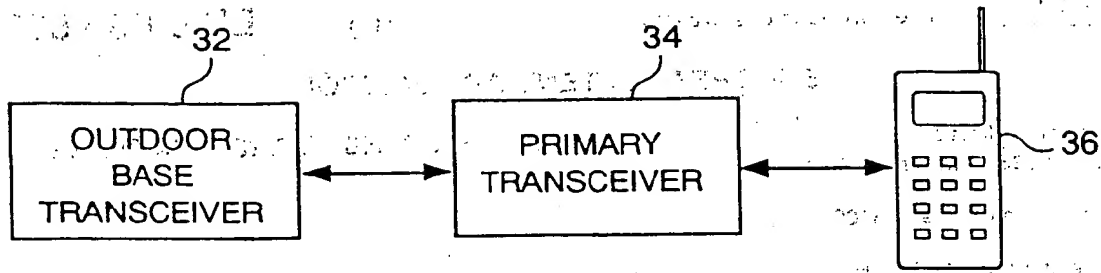 32
34
OUTDOOR
BASE
TRANSCEIVER
PRIMARY
TRANSCEIVER
36